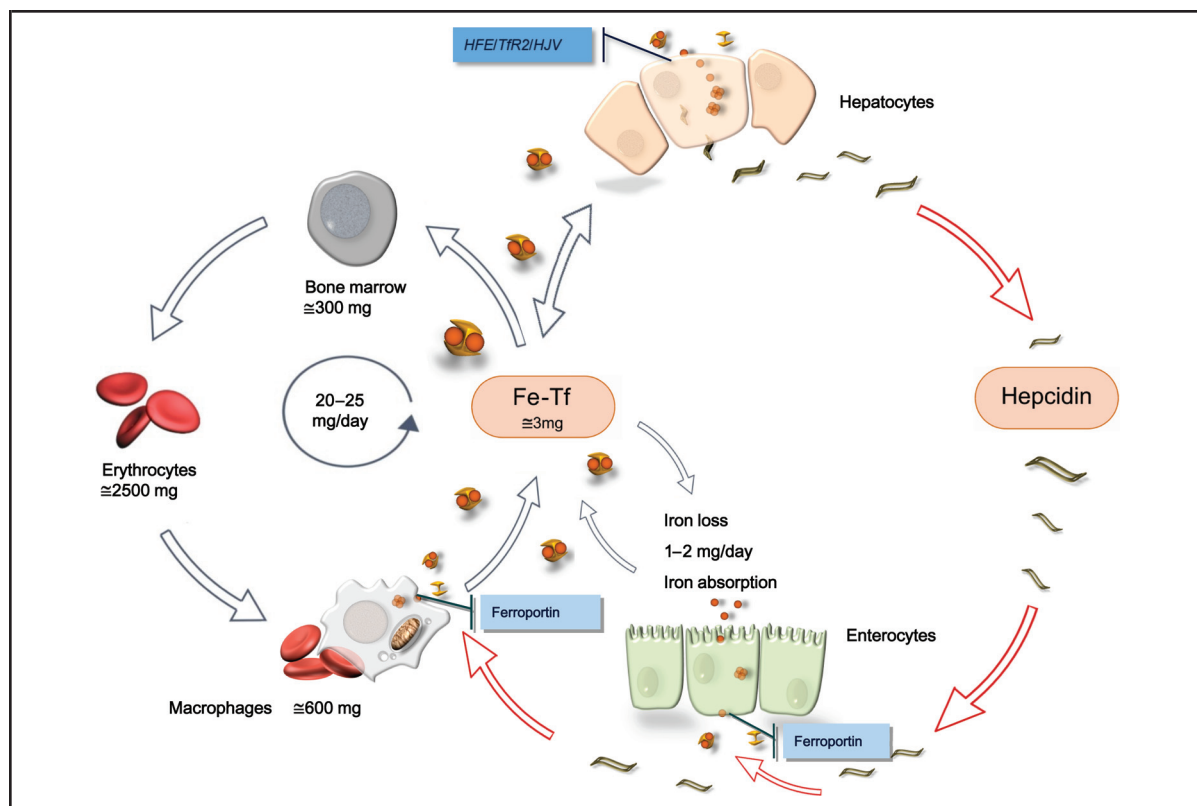 HFE/TfR2/HJV
Hepatocytes
Bone marrow
≅300 mg
20–25
mg/day
Fe-Tf
≅3mg
Hepcidin
Erythrocytes
≅2500 mg
Iron loss
1–2 mg/day
Iron absorption
Ferroportin
Enterocytes
Macrophages ≅600 mg
Ferroportin